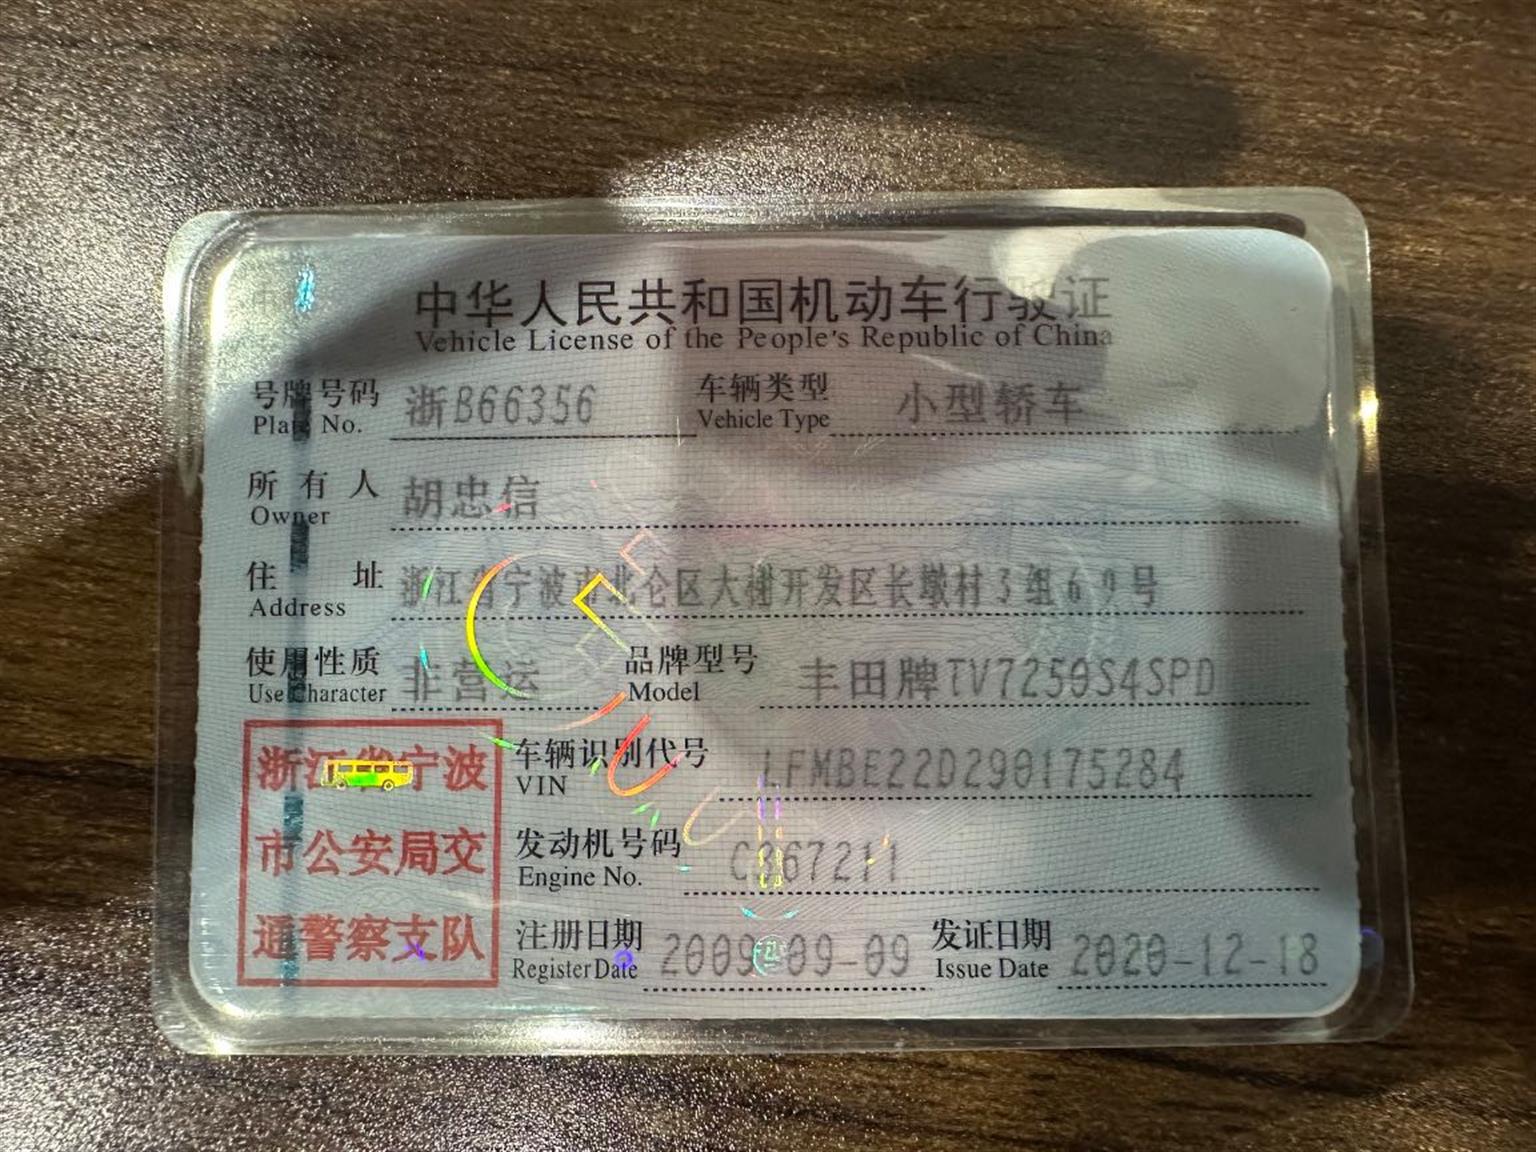 中华人民共和国机动车行驶证
Vehicle License of the People's Republic of China
号牌号码 浙B66356 车辆类型 小型轿车
Plate No. Vehicle Type
所有人 胡忠信
Owner
住址 浙江省宁波市北仑区大榭开发区长墩村3组69号
Address
使用性质 非营运 品牌型号 丰田牌TV7250S4SPD
Use Character Model
浙江省宁波
市公安局交
通警察支队
车辆识别代号 LFMBE22D290175284
VIN
发动机号码 C367211
Engine No.
注册日期 2009-09-09 发证日期 2020-12-18
Register Date Issue Date